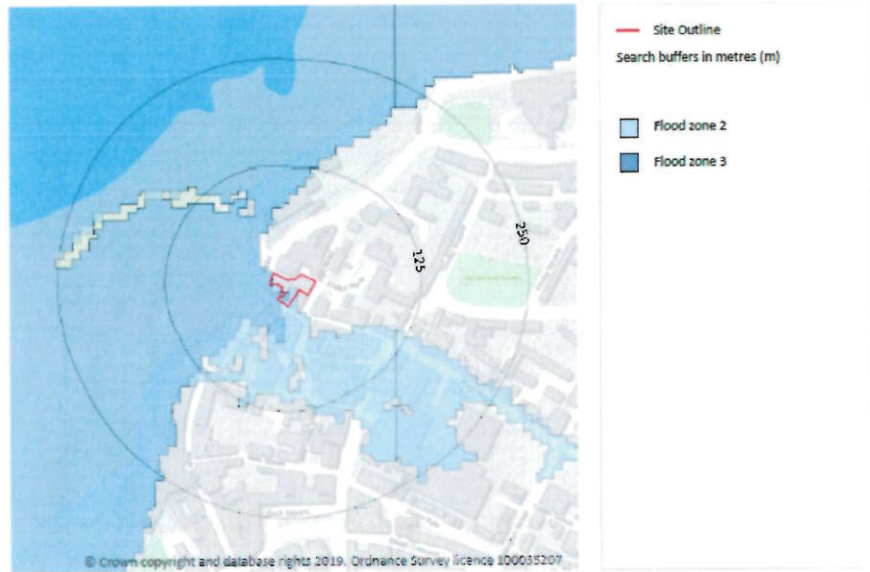 Site Outline
Search buffers in metres (m)
Flood zone 2
Flood zone 3
250
125
© Crown copyright and database rights 2019. Ordnance Survey licence 100035207